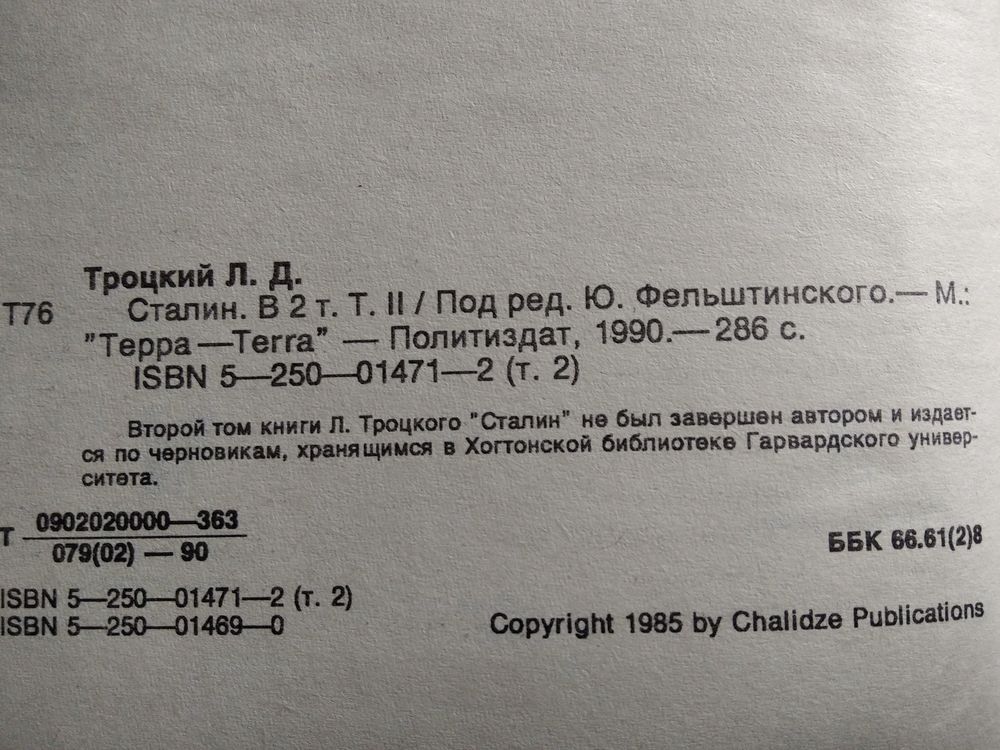 Троцкий Л. Д.
Т76 Сталин. В 2 т. Т. II / Под ред. Ю. Фельштинского.— М.:
"Терра—Terra" — Политиздат, 1990.— 286 с.
ISBN 5—250—01471—2 (т. 2)
Второй том книги Л. Троцкого "Сталин" не был завершен автором и издает-
ся по черновикам, хранящимся в Хогтонской библиотеке Гарвардского универ-
ситета.
Т 0902020000—363
079(02) — 90
ББК 66.61(2)8
ISBN 5—250—01471—2 (т. 2)
ISBN 5—250—01469—0
Copyright 1985 by Chalidze Publications